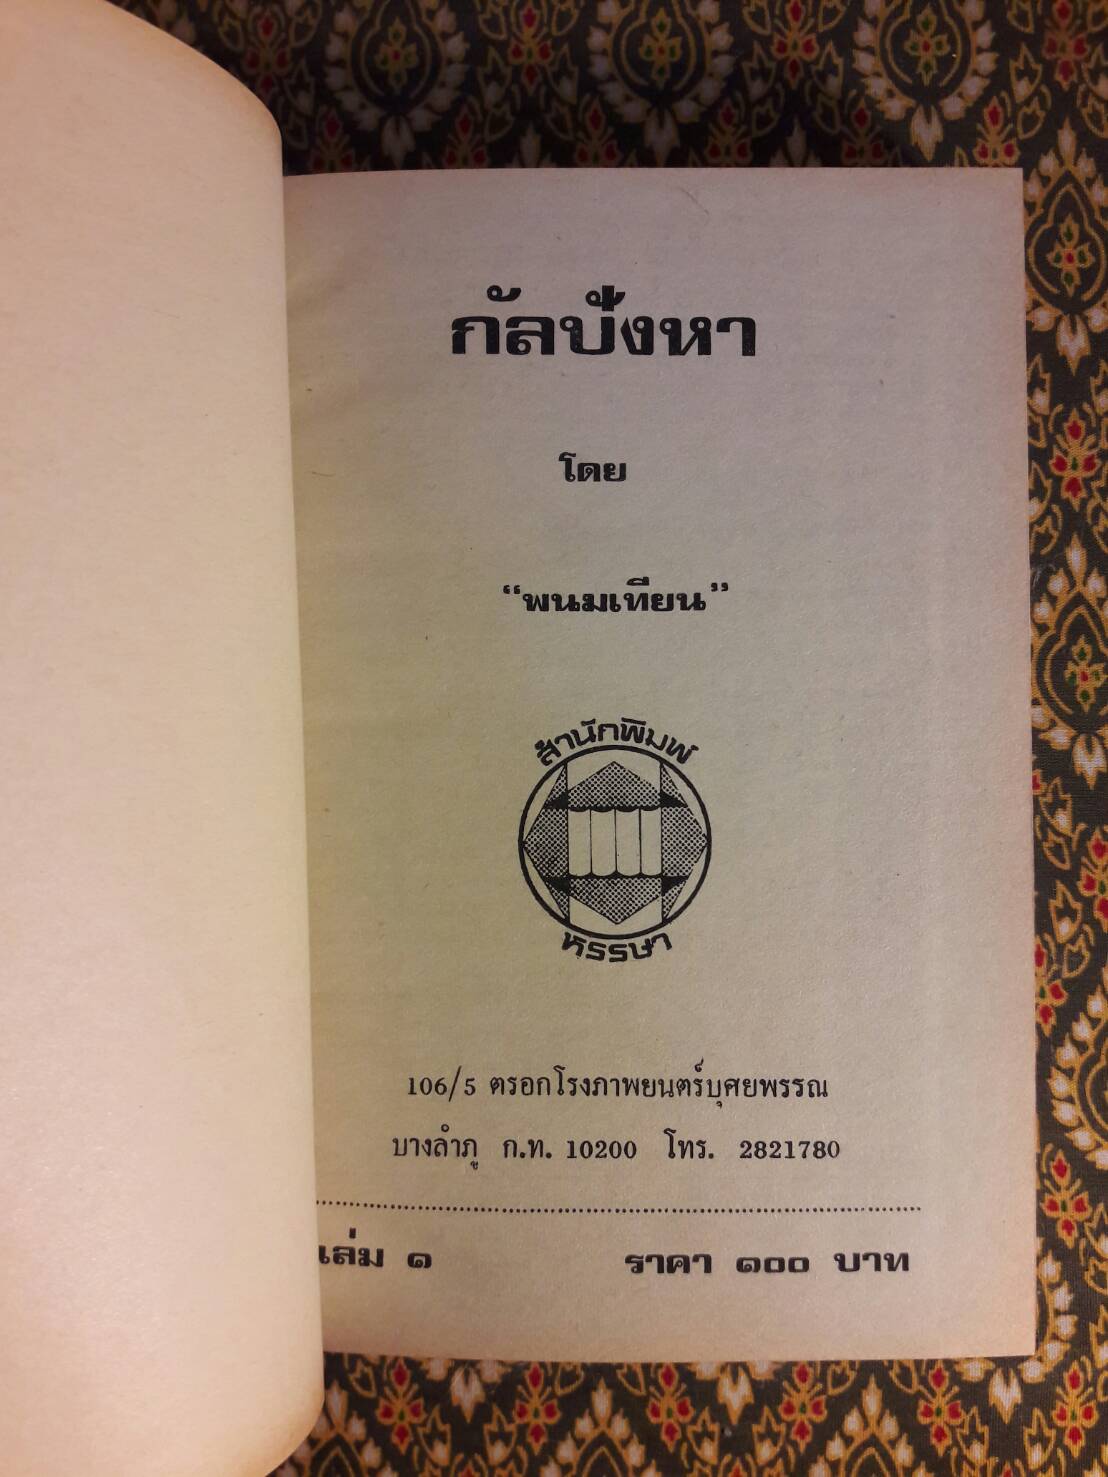 กัลปังหา
โดย
“พนมเทียน”
สำนักพิมพ์
หรรษา
106/5 ตรอกโรงภาพยนตร์บุศยพรรณ
บางลำภู ก.ท. 10200 โทร. 2821780
เล่ม ๑ ราคา ๑๐๐ บาท